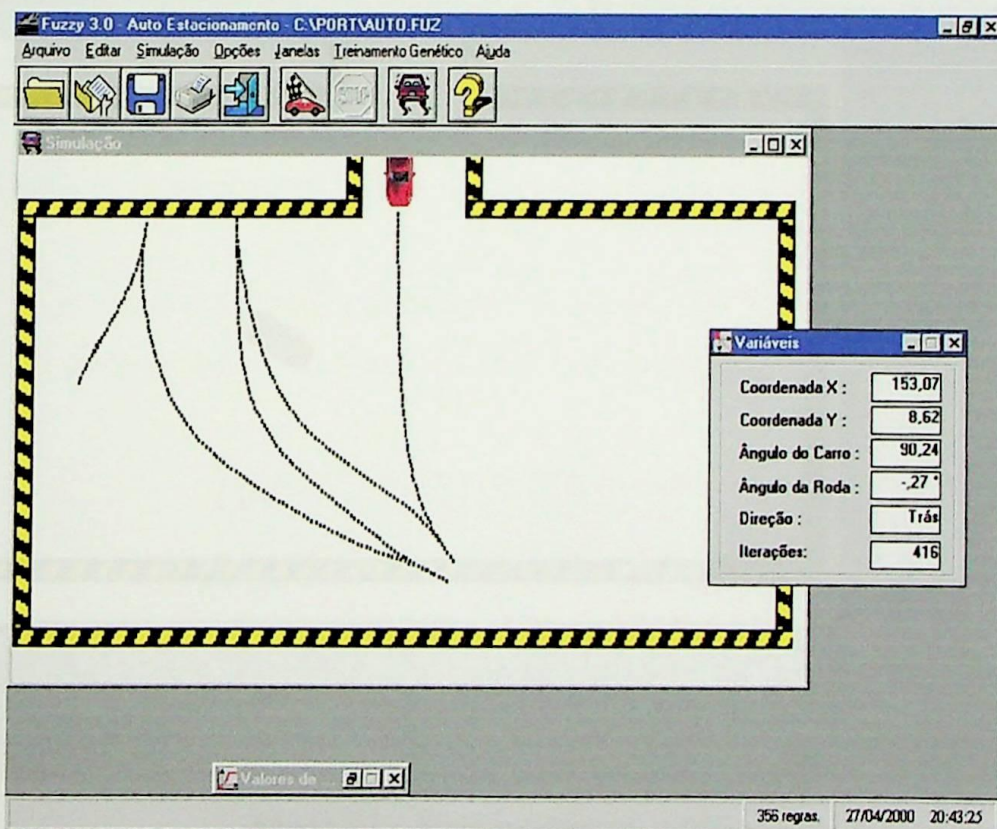 Fuzzy 3.0 - Auto Estacionamento - C:\PORT\AUTO.FUZ
Arquivo Editar Simulação Opções Janelas Treinamento Genético Ajuda
STOP
Simulação
Variáveis
Coordenada X : 153,07
Coordenada Y : 8,62
Ângulo do Carro : 90,24
Ângulo da Roda : -,27 °
Direção : Trás
Iterações: 416
Valores de
356 regras. 27/04/2000 20:43:25